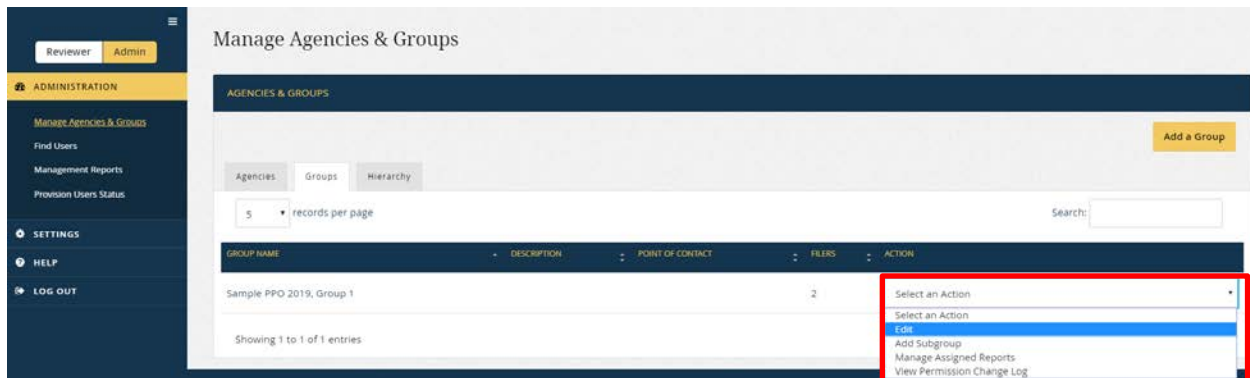 Reviewer Admin
ADMINISTRATION
Manage Agencies & Groups
Find Users
Management Reports
Provision Users Status
SETTINGS
HELP
LOG OUT
Manage Agencies & Groups
AGENCIES & GROUPS
Add a Group
Agencies Groups Hierarchy
5 records per page Search:
GROUP NAME DESCRIPTION POINT OF CONTACT FILERS ACTION
Sample PPO 2019, Group 1 2 Select an Action
Select an Action
Edit
Add Subgroup
Manage Assigned Reports
View Permission Change Log
Showing 1 to 1 of 1 entries